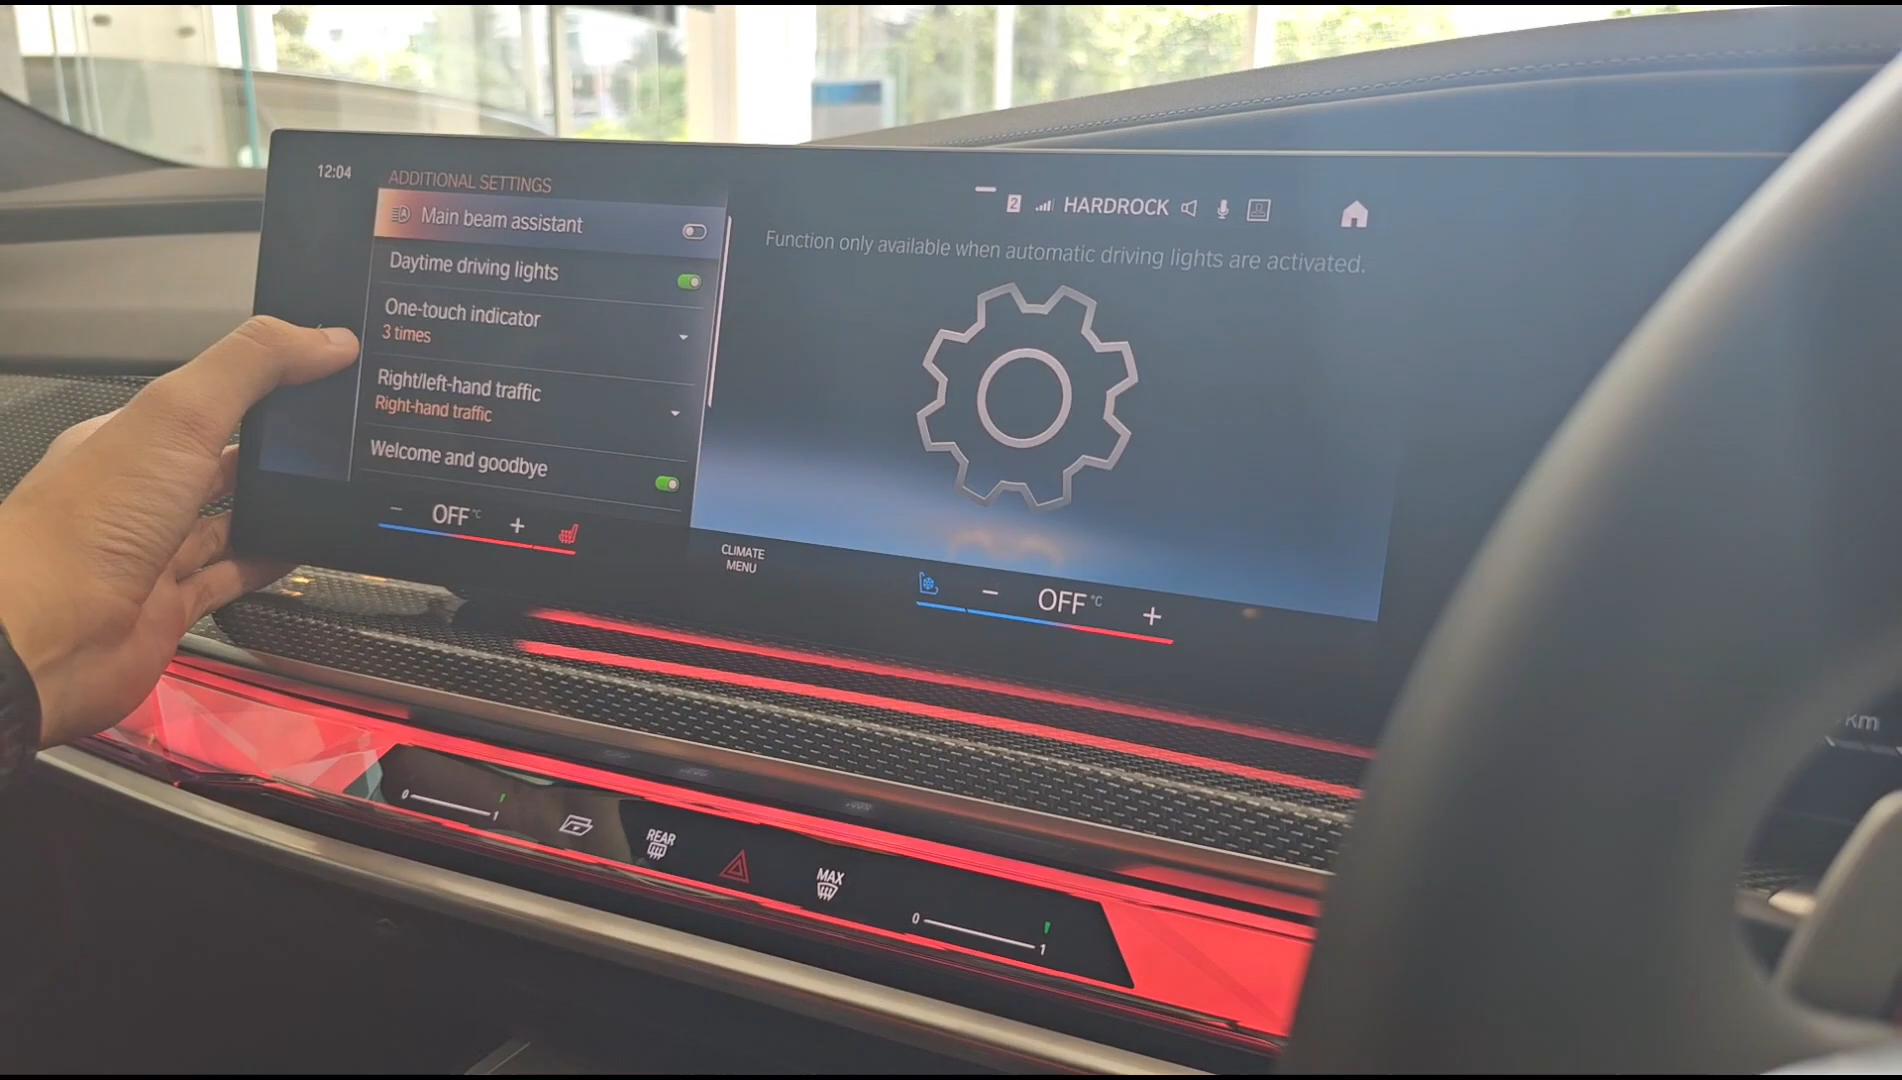 12:04
ADDITIONAL SETTINGS
Main beam assistant
Daytime driving lights
One-touch indicator
3 times
Right/left-hand traffic
Right-hand traffic
Welcome and goodbye
2 HARDROCK
Function only available when automatic driving lights are activated.
− OFF °C +
CLIMATE
MENU
− OFF °C +
km
0 1
REAR
MAX
0 1